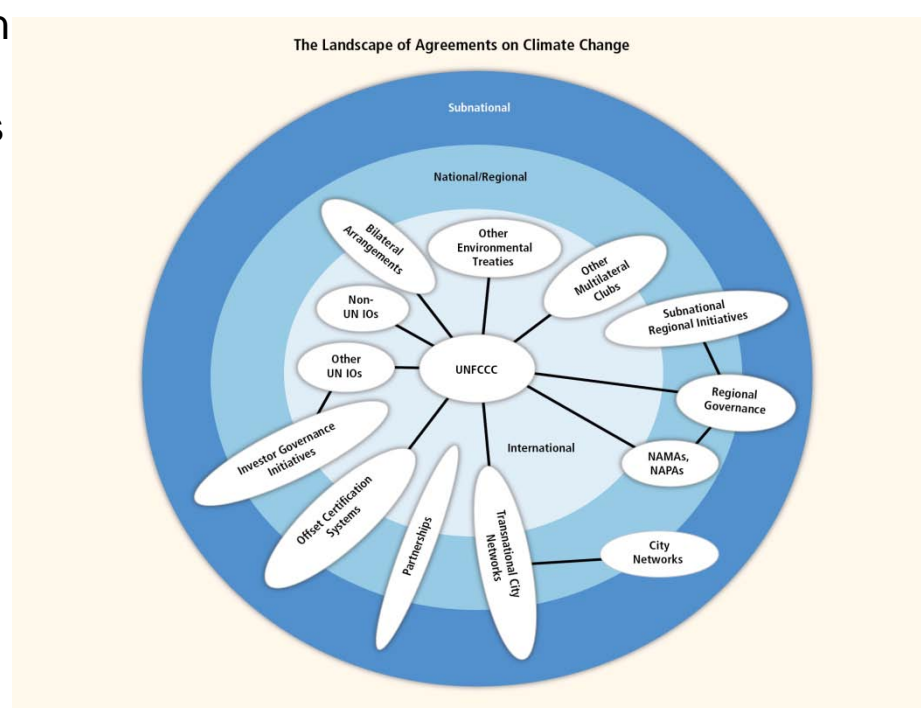 n
s
The Landscape of Agreements on Climate Change
Subnational
National/Regional
Bilateral
Arrangements
Other
Environmental
Treaties
Other
Multilateral
Clubs
Non-
UN IOs
Subnational
Regional Initiatives
Other
UN IOs
UNFCCC
Regional
Governance
Investor Governance
Initiatives
International
NAMAs,
NAPAs
Offset Certification
Systems
Partnerships
Transnational City
Networks
City
Networks